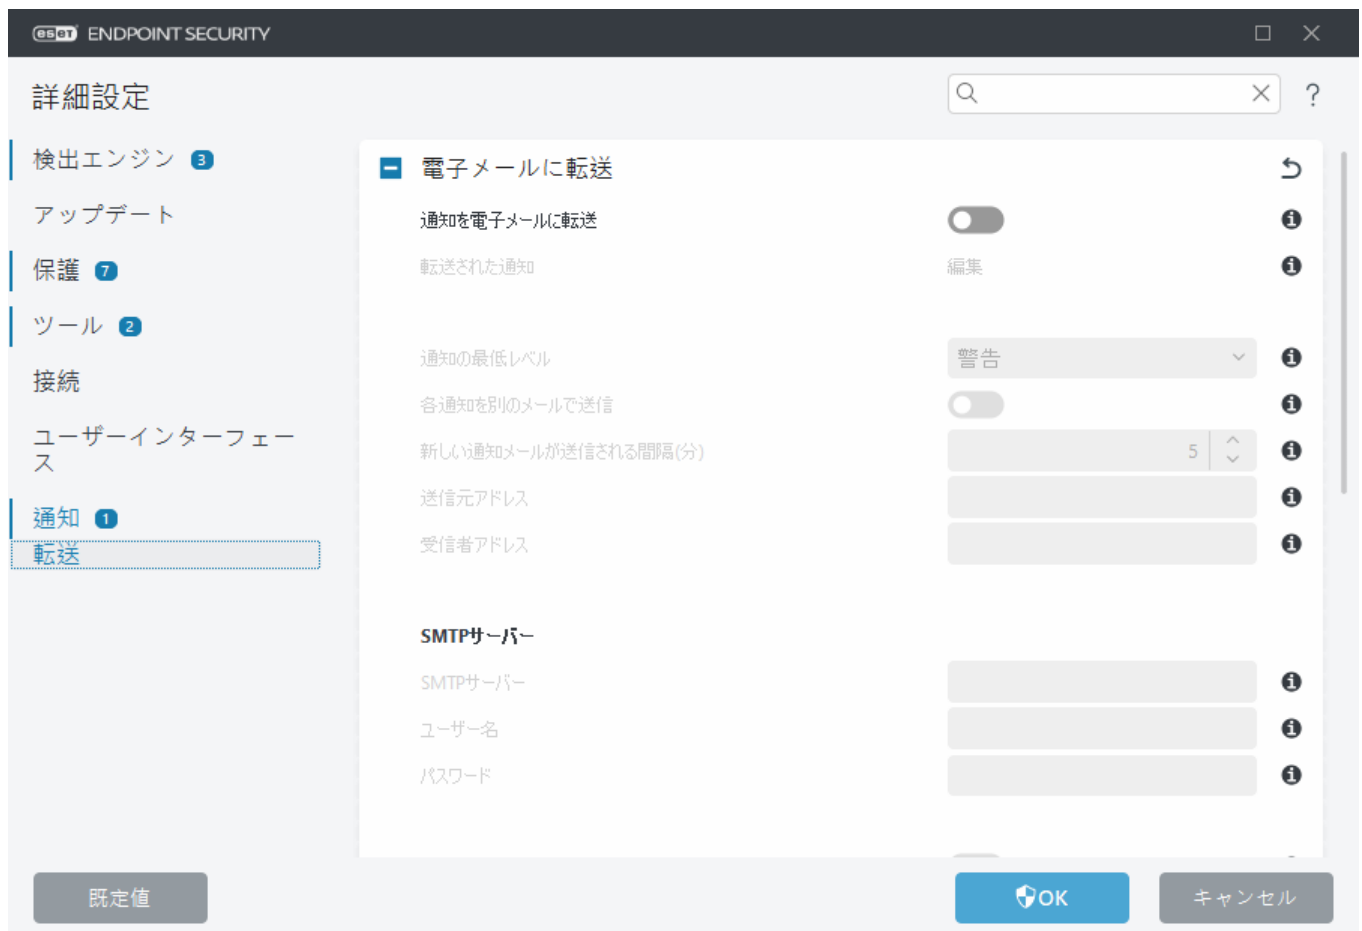 eset ENDPOINT SECURITY
詳細設定
?
検出エンジン 3
アップデート
保護 7
ツール 2
接続
ユーザーインターフェー
ス
通知 1
転送
電子メールに転送
通知を電子メールに転送
転送された通知 編集
通知の最低レベル 警告
各通知を別のメールで送信
新しい通知メールが送信される間隔(分) 5
送信元アドレス
受信者アドレス
SMTPサーバー
SMTPサーバー
ユーザー名
パスワード
既定値
OK
キャンセル